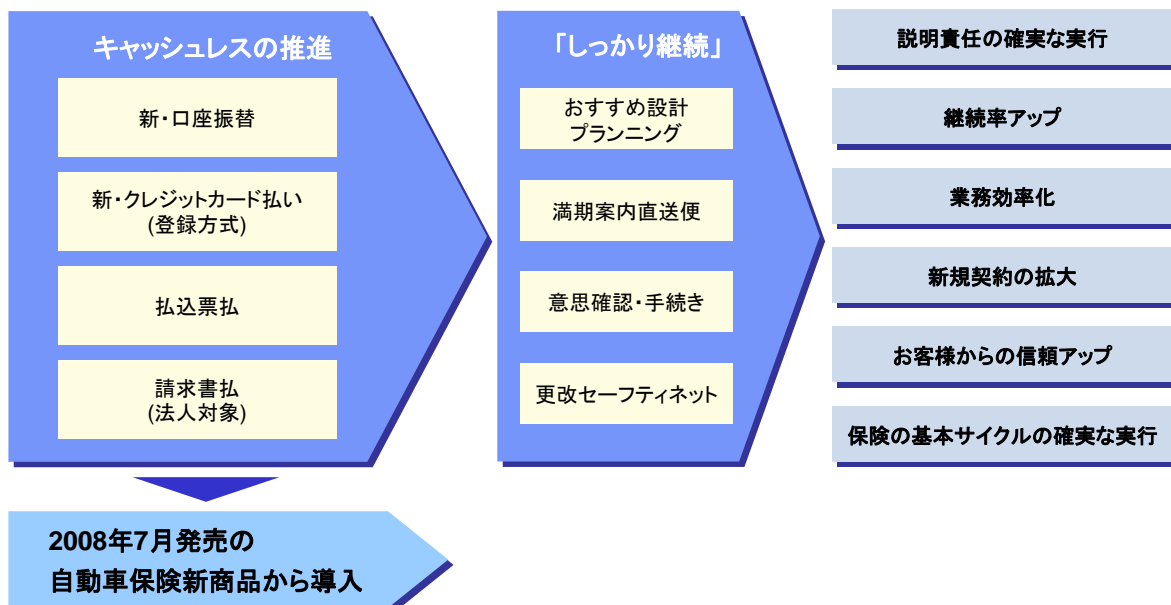 キャッシュレスの推進
新・口座振替
新・クレジットカード払い
(登録方式)
払込票払
請求書払
(法人対象)
「しっかり継続」
おすすめ設計
プランニング
満期案内直送便
意思確認・手続き
更改セーフティネット
説明責任の確実な実行
継続率アップ
業務効率化
新規契約の拡大
お客様からの信頼アップ
保険の基本サイクルの確実な実行
2008年7月発売の
自動車保険新商品から導入